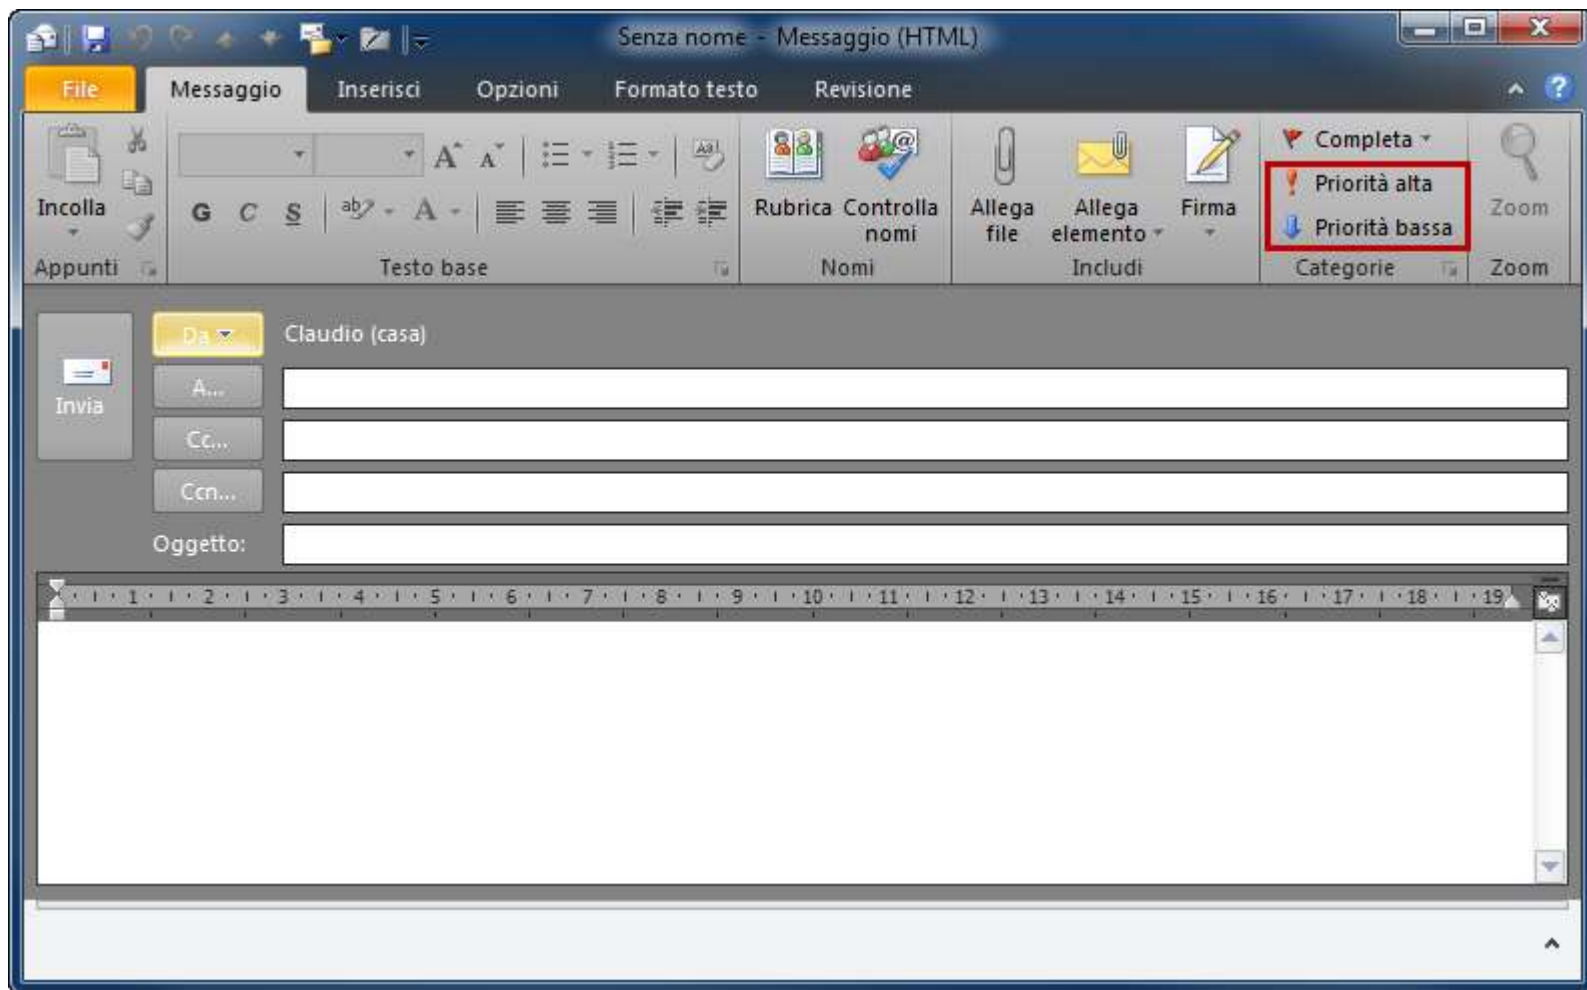 Senza nome - Messaggio (HTML)
File Messaggio Inserisci Opzioni Formato testo Revisione
Incolla
G C S
Rubrica
Controlla nomi
Allega file
Allega elemento
Firma
Completa
Priorità alta
Priorità bassa
Zoom
Appunti Testo base Nomi Includi Categorie Zoom
Invia
Da Claudio (casa)
A...
Cc...
Ccn...
Oggetto:
1 2 3 4 5 6 7 8 9 10 11 12 13 14 15 16 17 18 19